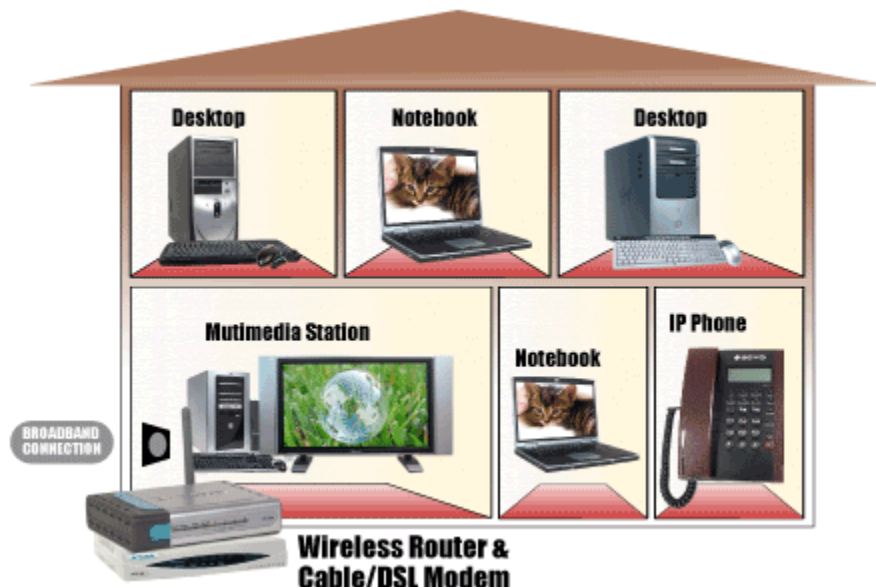 Desktop
Notebook
Desktop
Mutimedia Station
Notebook
IP Phone
BROADBAND
CONNECTION
Wireless Router &
Cable/DSL Modem